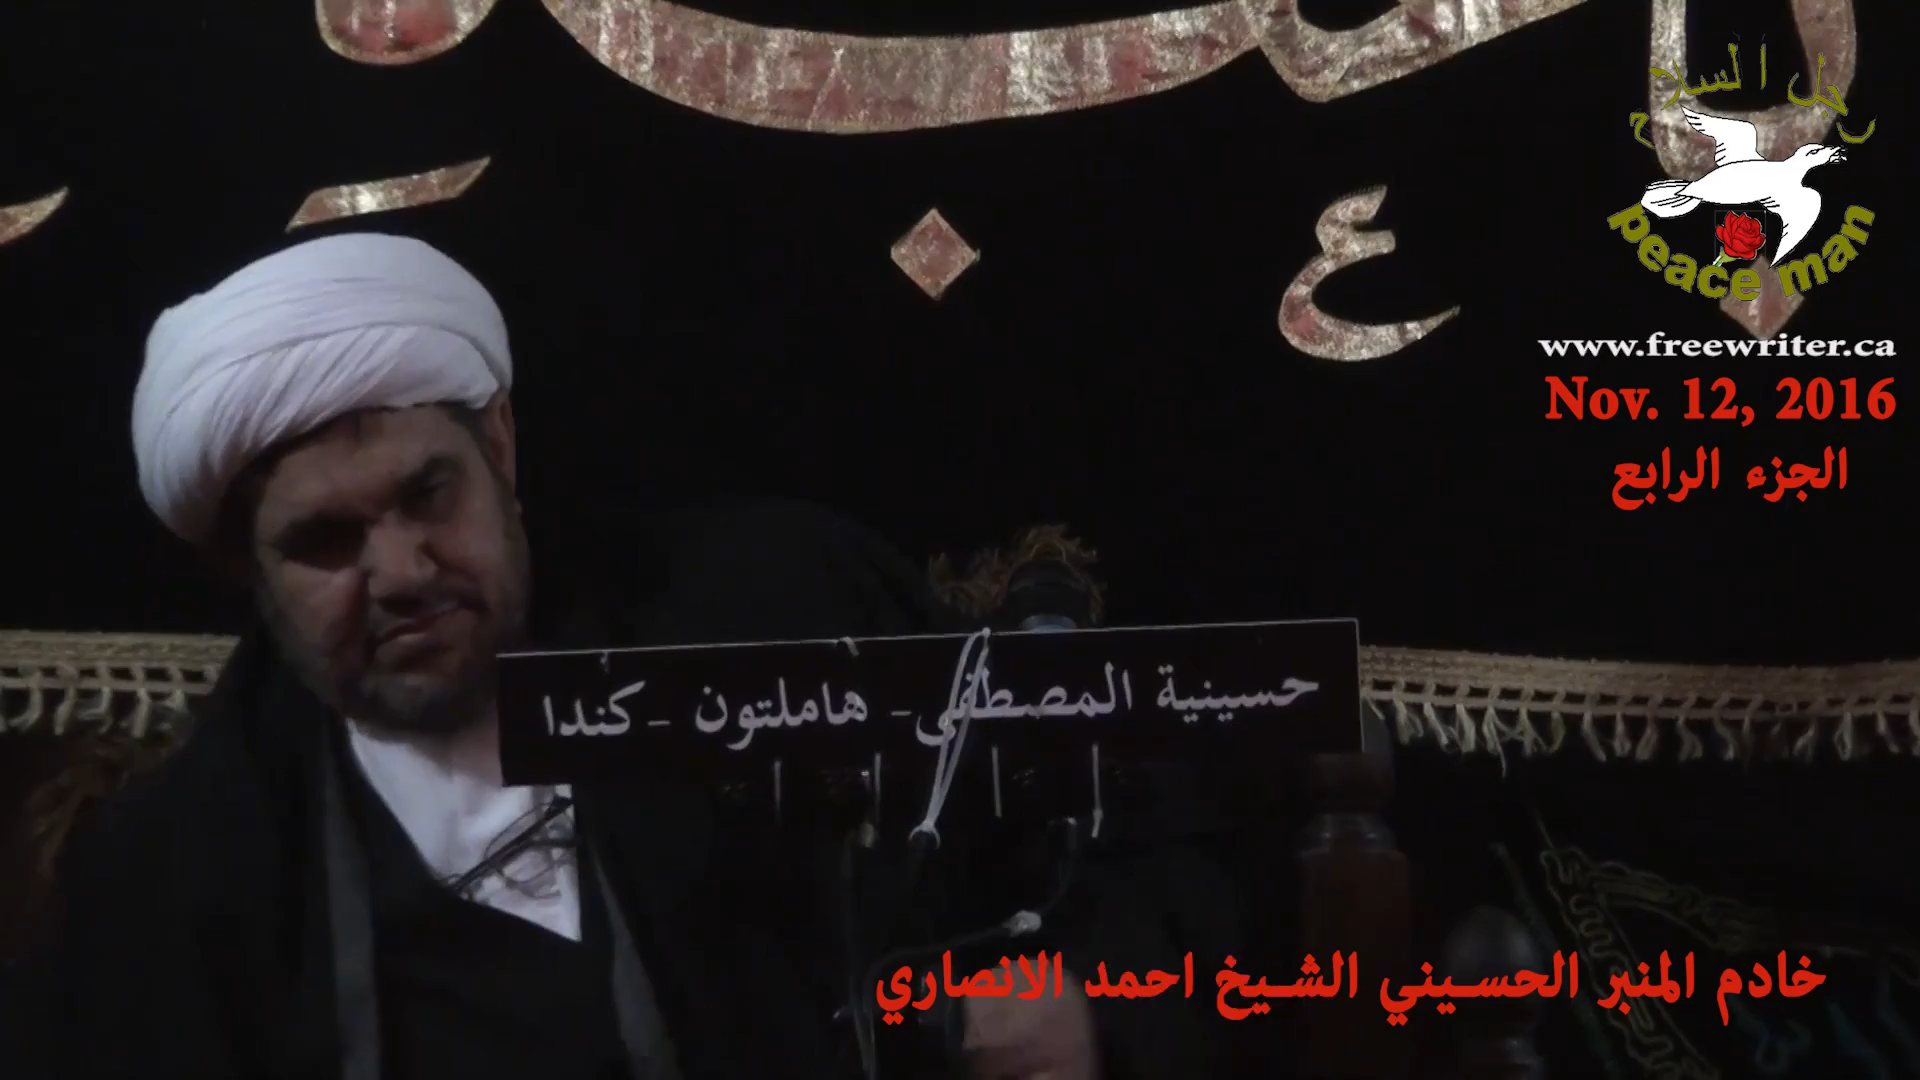 رجل السلام
peace man
www.freewriter.ca
Nov. 12, 2016
الجزء الرابع
حسينية المصطفى - هاملتون - كندا
خادم المنبر الحسيني الشيخ احمد الانصاري